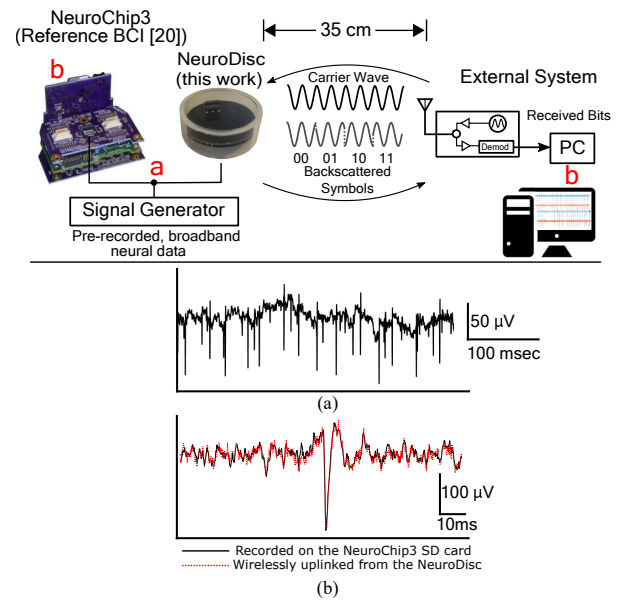 NeuroChip3
(Reference BCI [20])
b
NeuroDisc
(this work)
35 cm
Carrier Wave
00 01 10 11
Backscattered
Symbols
External System
Received Bits
Demod
PC
b
a
Signal Generator
Pre-recorded, broadband
neural data
50 µV
100 msec
(a)
100 µV
10ms
Recorded on the NeuroChip3 SD card
Wirelessly uplinked from the NeuroDisc
(b)